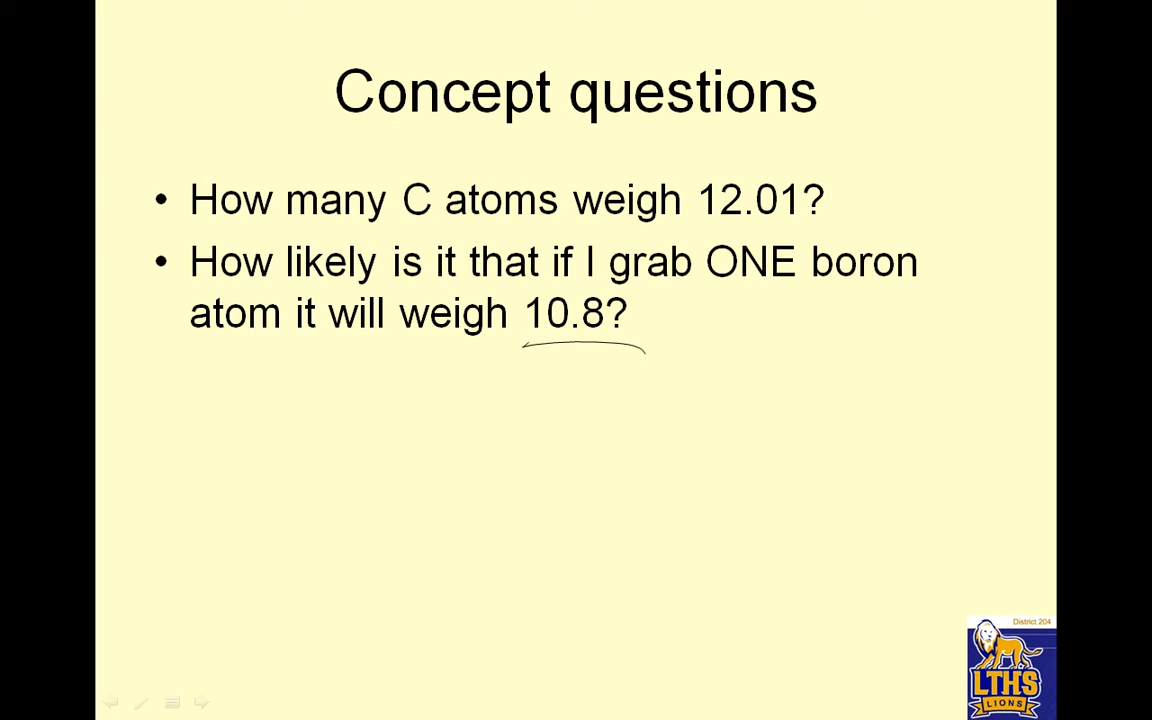 Concept questions
• How many C atoms weigh 12.01?
• How likely is it that if I grab ONE boron
atom it will weigh 10.8?
District 204
LTHS
LIONS